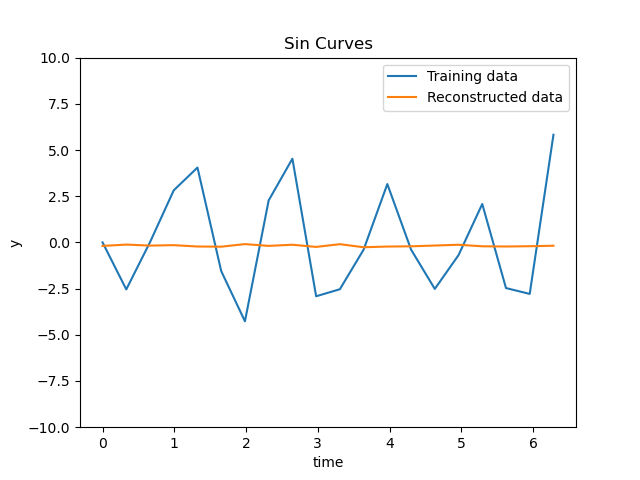 Sin Curves
Training data
Reconstructed data
10.0
7.5
5.0
2.5
0.0
−2.5
−5.0
−7.5
−10.0
y
0 1 2 3 4 5 6
time